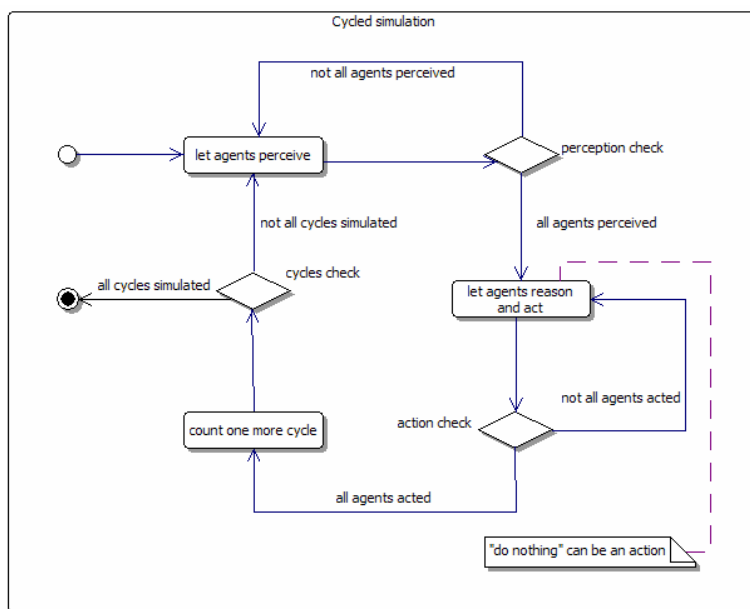 Cycled simulation
not all agents perceived
let agents perceive
perception check
not all cycles simulated
all agents perceived
cycles check
all cycles simulated
let agents reason
and act
not all agents acted
action check
count one more cycle
all agents acted
"do nothing" can be an action